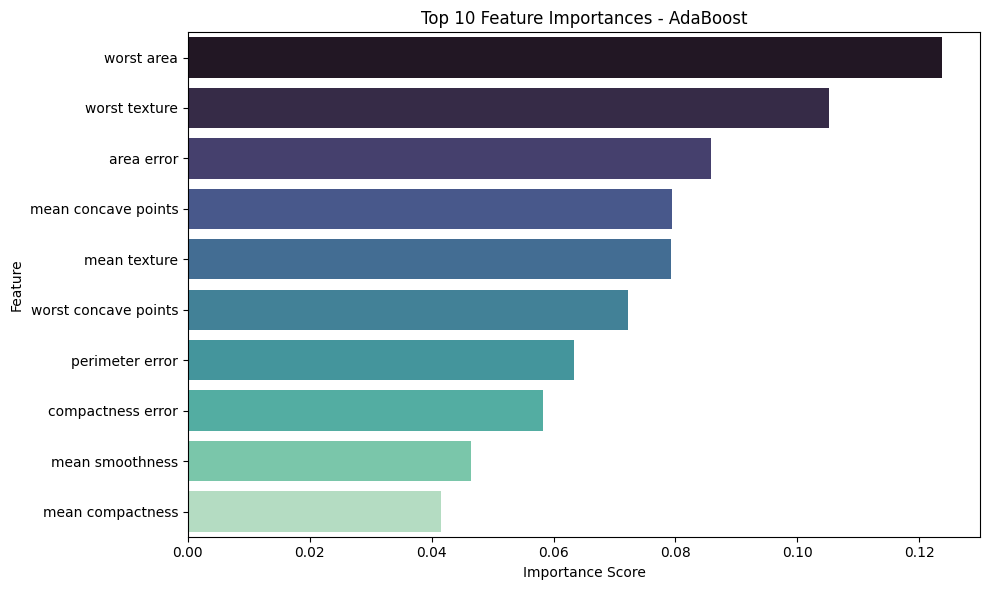 Top 10 Feature Importances - AdaBoost
Feature
worst area
worst texture
area error
mean concave points
mean texture
worst concave points
perimeter error
compactness error
mean smoothness
mean compactness
0.00 0.02 0.04 0.06 0.08 0.10 0.12
Importance Score